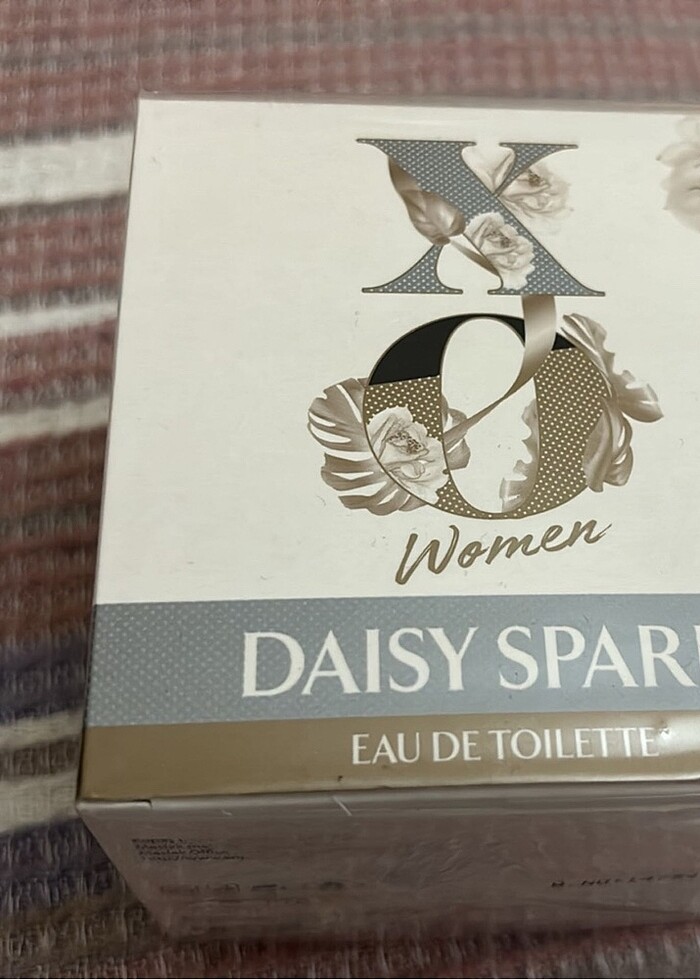 XO
Women
DAISY SPAR
EAU DE TOILETTE